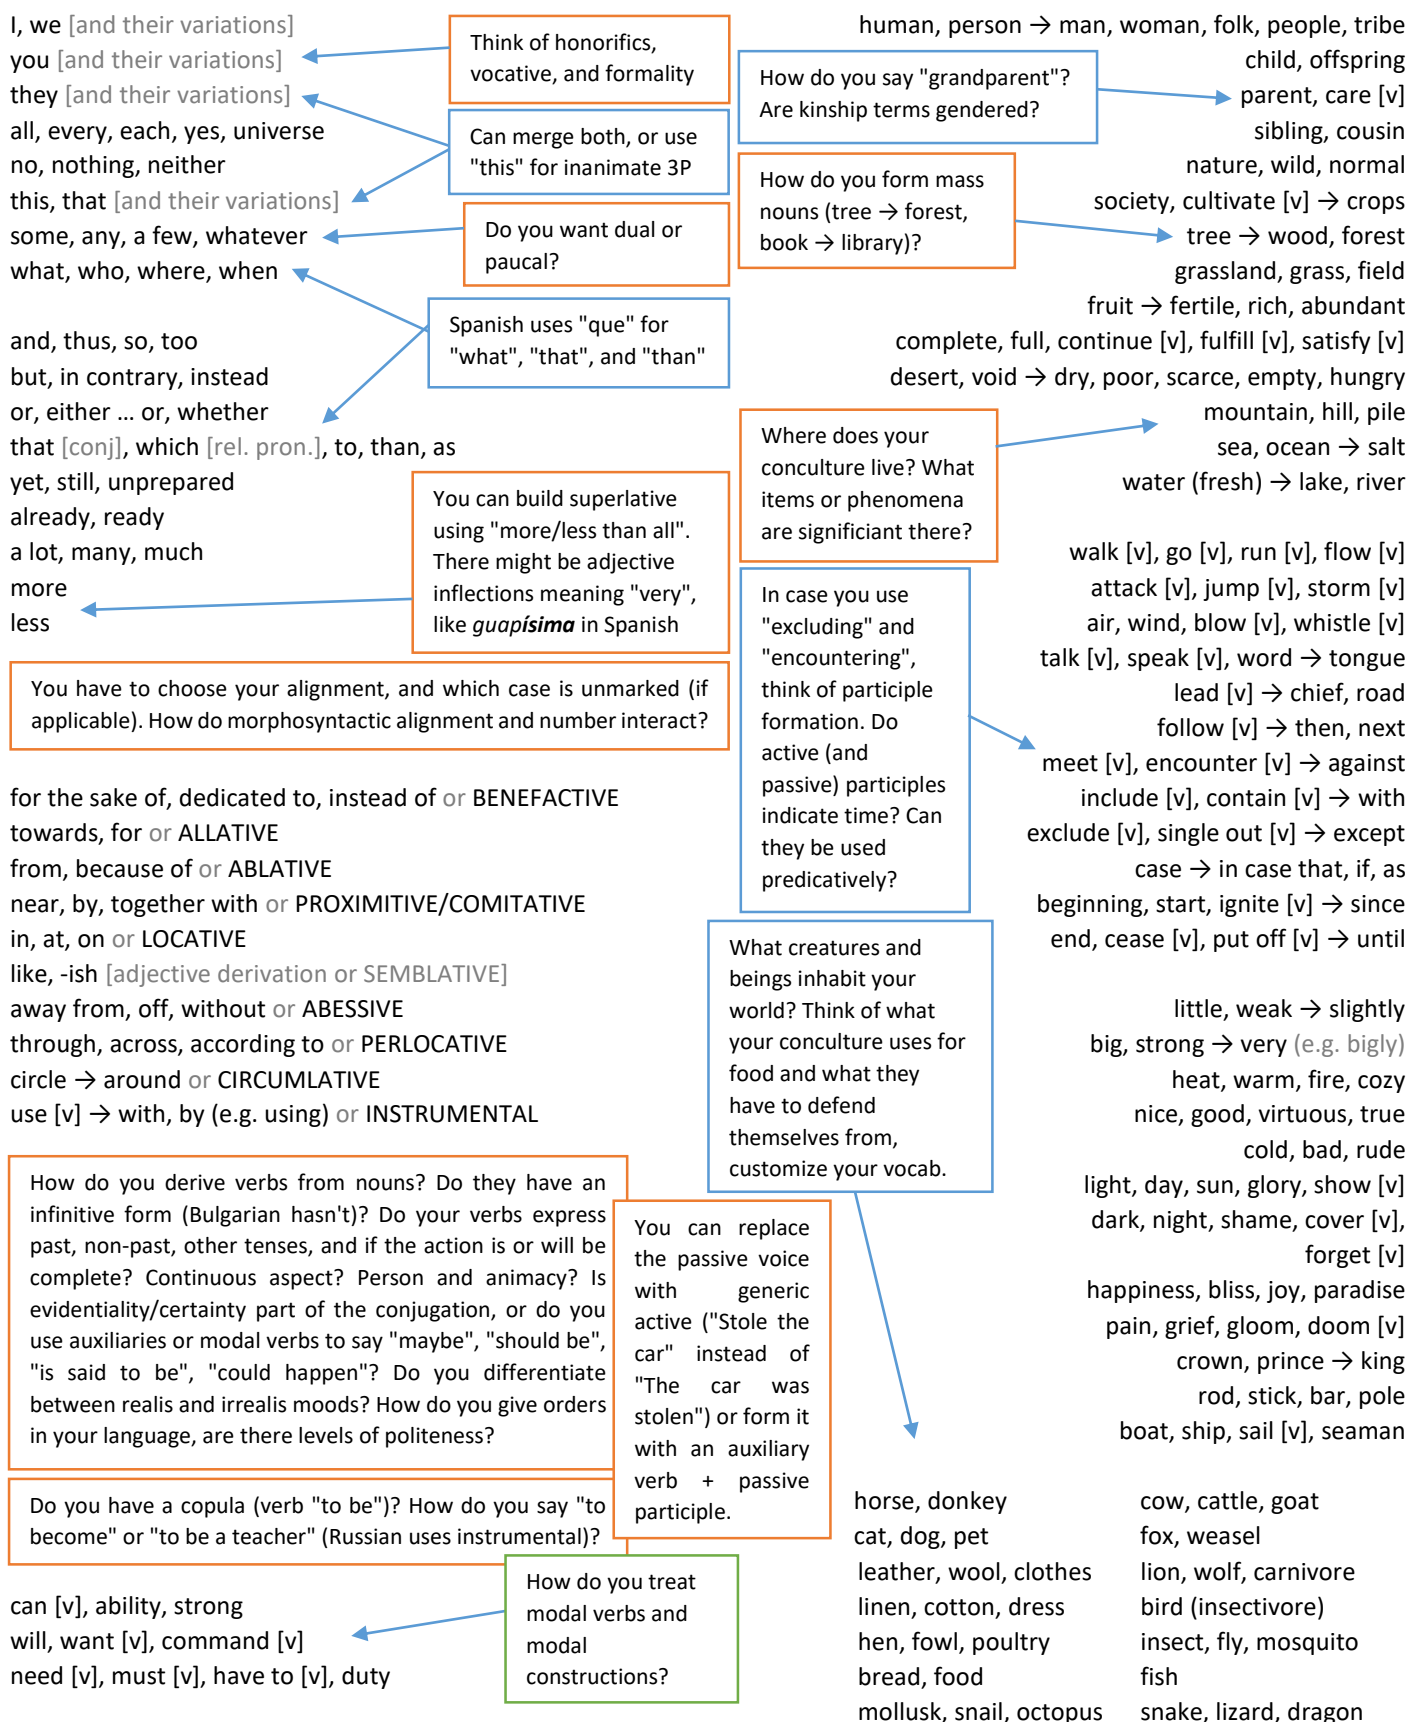 I, we [and their variations]
you [and their variations]
they [and their variations]
all, every, each, yes, universe
no, nothing, neither
this, that [and their variations]
some, any, a few, whatever
what, who, where, when
Think of honorifics,
vocative, and formality
Can merge both, or use
"this" for inanimate 3P
Do you want dual or
paucal?
Spanish uses "que" for
"what", "that", and "than"
and, thus, so, too
but, in contrary, instead
or, either ... or, whether
that [conj], which [rel. pron.], to, than, as
yet, still, unprepared
already, ready
a lot, many, much
more
less
You can build superlative
using "more/less than all".
There might be adjective
inflections meaning "very",
like guapísima in Spanish
You have to choose your alignment, and which case is unmarked (if
applicable). How do morphosyntactic alignment and number interact?
for the sake of, dedicated to, instead of or BENEFACTIVE
towards, for or ALLATIVE
from, because of or ABLATIVE
near, by, together with or PROXIMITIVE/COMITATIVE
in, at, on or LOCATIVE
like, -ish [adjective derivation or SEMBLATIVE]
away from, off, without or ABESSIVE
through, across, according to or PERLOCATIVE
circle → around or CIRCUMLATIVE
use [v] → with, by (e.g. using) or INSTRUMENTAL
How do you derive verbs from nouns? Do they have an
infinitive form (Bulgarian hasn't)? Do your verbs express
past, non-past, other tenses, and if the action is or will be
complete? Continuous aspect? Person and animacy? Is
evidentiality/certainty part of the conjugation, or do you
use auxiliaries or modal verbs to say "maybe", "should be",
"is said to be", "could happen"? Do you differentiate
between realis and irrealis moods? How do you give orders
in your language, are there levels of politeness?
Do you have a copula (verb "to be")? How do you say "to
become" or "to be a teacher" (Russian uses instrumental)?
You can replace
the passive voice
with generic
active ("Stole the
car" instead of
"The car was
stolen") or form it
with an auxiliary
verb + passive
participle.
can [v], ability, strong
will, want [v], command [v]
need [v], must [v], have to [v], duty
How do you treat
modal verbs and
modal
constructions?
human, person → man, woman, folk, people, tribe
child, offspring
parent, care [v]
sibling, cousin
nature, wild, normal
society, cultivate [v] → crops
tree → wood, forest
grassland, grass, field
fruit → fertile, rich, abundant
complete, full, continue [v], fulfill [v], satisfy [v]
desert, void → dry, poor, scarce, empty, hungry
mountain, hill, pile
sea, ocean → salt
water (fresh) → lake, river
How do you say "grandparent"?
Are kinship terms gendered?
How do you form mass
nouns (tree → forest,
book → library)?
Where does your
conculture live? What
items or phenomena
are significiant there?
walk [v], go [v], run [v], flow [v]
attack [v], jump [v], storm [v]
air, wind, blow [v], whistle [v]
talk [v], speak [v], word → tongue
lead [v] → chief, road
follow [v] → then, next
meet [v], encounter [v] → against
include [v], contain [v] → with
exclude [v], single out [v] → except
case → in case that, if, as
beginning, start, ignite [v] → since
end, cease [v], put off [v] → until
In case you use
"excluding" and
"encountering",
think of participle
formation. Do
active (and
passive) participles
indicate time? Can
they be used
predicatively?
What creatures and
beings inhabit your
world? Think of what
your conculture uses for
food and what they
have to defend
themselves from,
customize your vocab.
little, weak → slightly
big, strong → very (e.g. bigly)
heat, warm, fire, cozy
nice, good, virtuous, true
cold, bad, rude
light, day, sun, glory, show [v]
dark, night, shame, cover [v],
forget [v]
happiness, bliss, joy, paradise
pain, grief, gloom, doom [v]
crown, prince → king
rod, stick, bar, pole
boat, ship, sail [v], seaman
horse, donkey
cat, dog, pet
leather, wool, clothes
linen, cotton, dress
hen, fowl, poultry
bread, food
mollusk, snail, octopus
cow, cattle, goat
fox, weasel
lion, wolf, carnivore
bird (insectivore)
insect, fly, mosquito
fish
snake, lizard, dragon